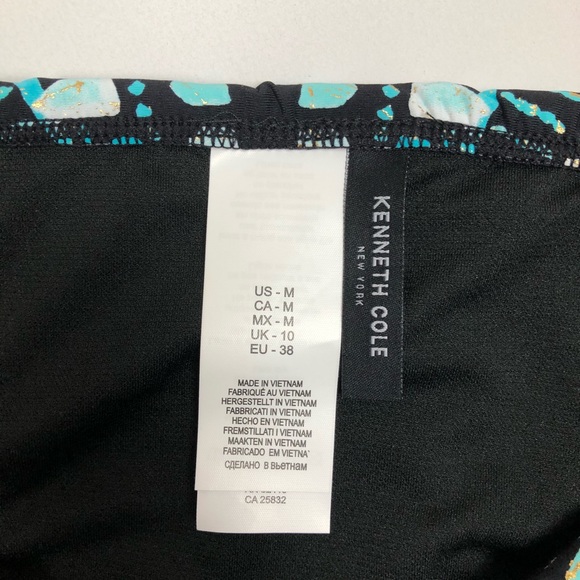 US - M
CA - M
MX - M
UK - 10
EU - 38
MADE IN VIETNAM
FABRIQUÉ AU VIETNAM
HERGESTELLT IN VIETNAM
FABBRICATI IN VIETNAM
HECHO EN VIETNAM
FREMSTILLATI I VIETNAM
MAAKTEN IN VIETNAM
FABRICADO EM VIETNA
СДЕЛАНО в Вьетнам
CA 25832
KENNETH COLE
NEW YORK